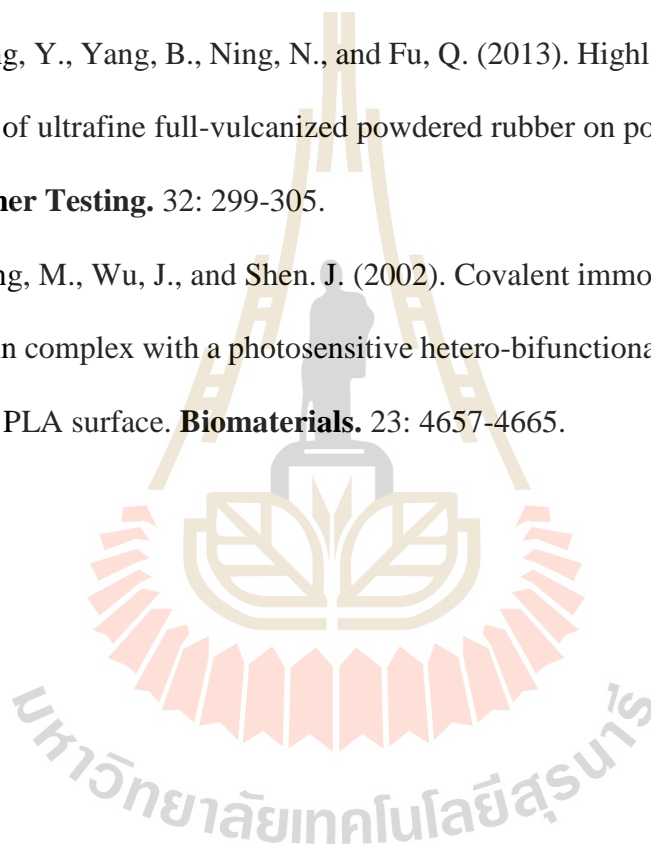 ng, Y., Yang, B., Ning, N., and Fu, Q. (2013). Highl
of ultrafine full-vulcanized powdered rubber on po
ner Testing. 32: 299-305.
ng, M., Wu, J., and Shen. J. (2002). Covalent immo
in complex with a photosensitive hetero-bifunctiona
PLA surface. Biomaterials. 23: 4657-4665.
มหาวิทยาลัยเทคโนโลยีสุรนารี